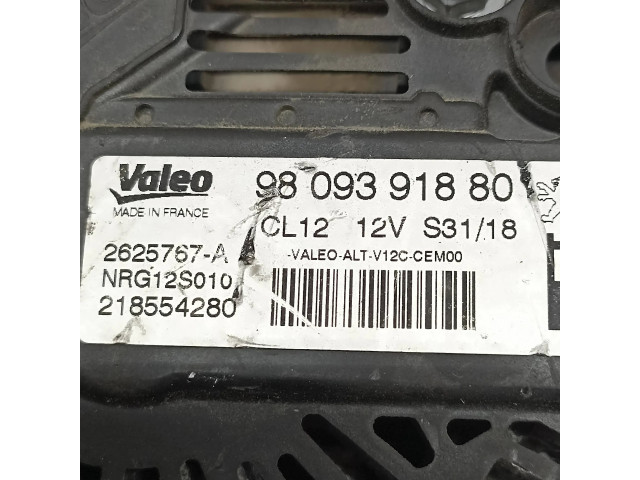 Valeo
MADE IN FRANCE
2625767-A
NRG12S010
218554280
98 093 918 80
CL12 12V S31/18
-VALEO-ALT-V12C-CEM00